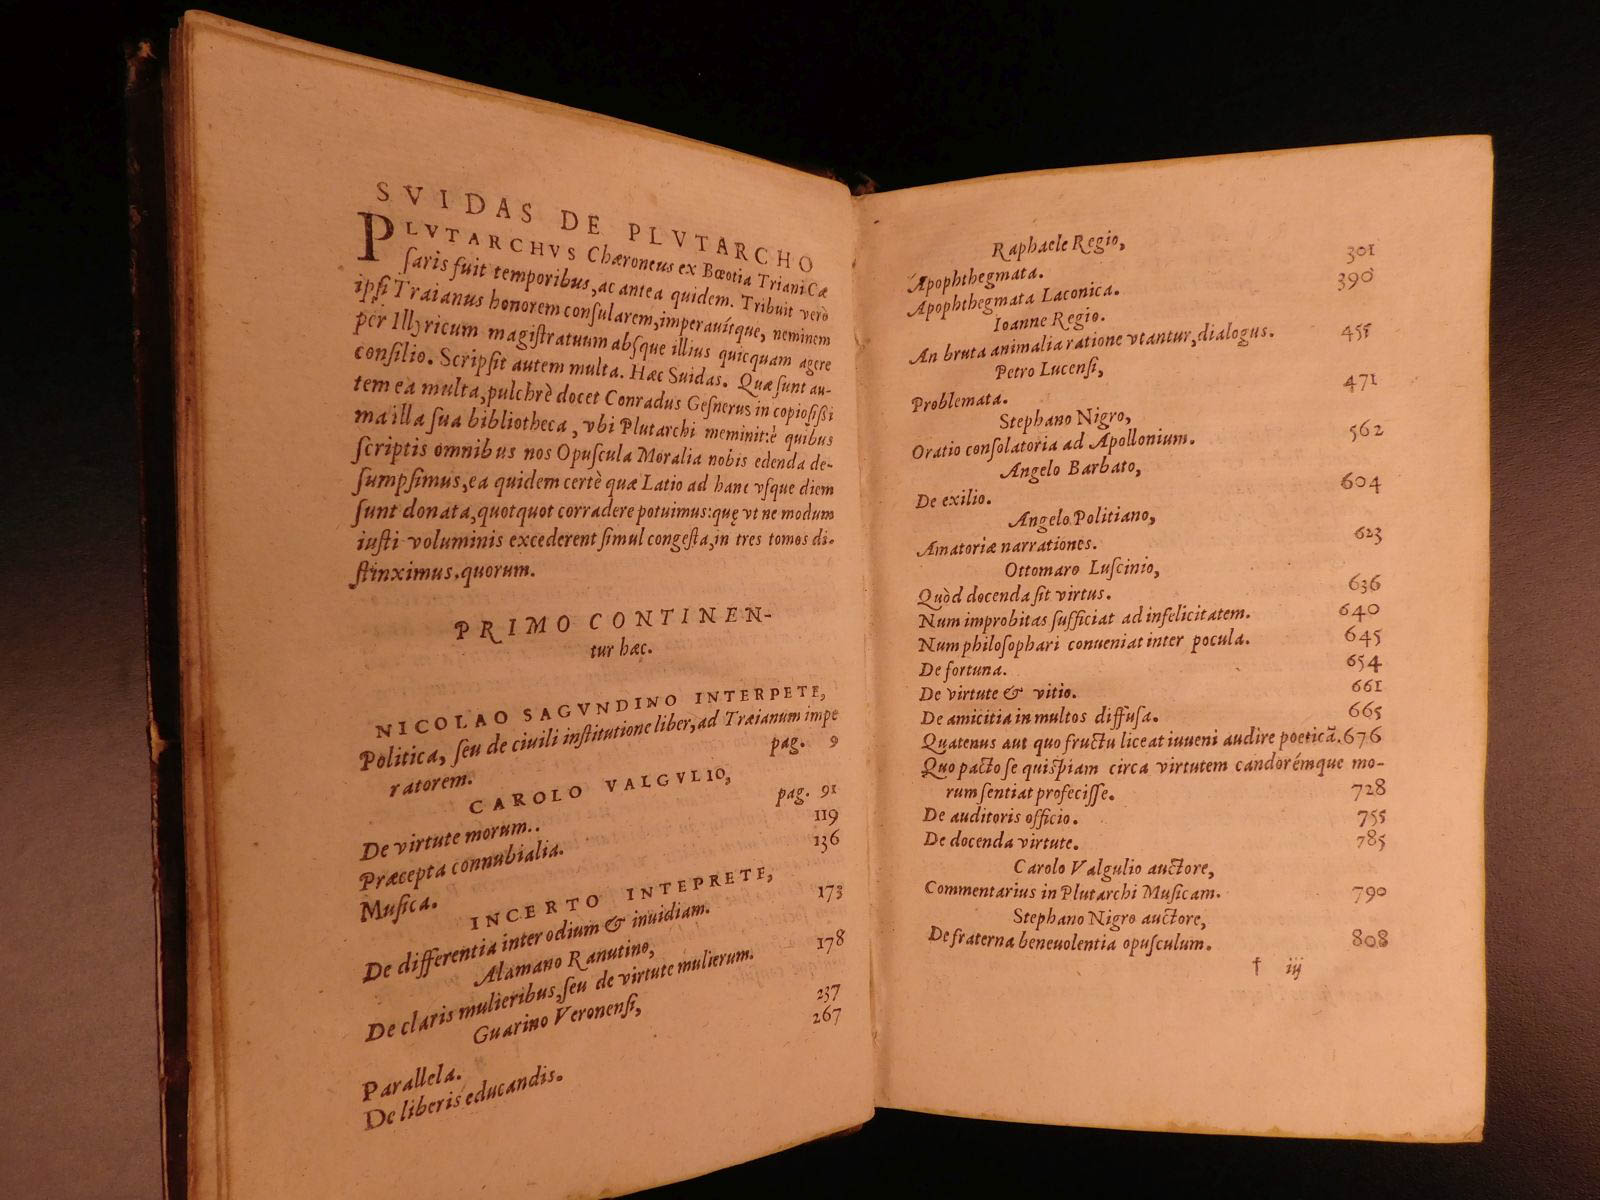 SVIDAS DE PLVTARCHO
PLVTARCHVS Chæroneus ex Bœotia Triani Cæ
ſaris fuit temporibus, ac antea quidem. Tribuit verò
ipſi Traianus honorem conſularem, imperauítque, neminem
per Illyricum magiſtratuum abſque illius quicquam agere
conſilio. Scripſit autem multa. Hæc Suidas. Quæ ſunt au-
tem ea multa, pulchrè docet Conradus Geſnerus in copioſißi
ma illa ſua bibliotheca, vbi Plutarchi meminit: è quibus
ſcriptis omnibus nos Opuſcula Moralia nobis edenda de-
ſumpſimus, ea quidem certè quæ Latio ad hanc vſque diem
ſunt donata, quotquot corradere potuimus: quę vt ne modum
iuſti voluminis excederent ſimul congeſta, in tres tomos di-
ſtinximus. quorum.
PRIMO CONTINEN-
tur hæc.
NICOLAO SAGVNDINO INTERPETE,
Politica, ſeu de ciuili inſtitutione liber, ad Traianum impe
ratorem. pag. 9
CAROLO VALGVLIO,
De virtute morum.. pag. 91
Præcepta connubialia. 119
Muſica. 136
INCERTO INTEPRETE,
De differentia inter odium & inuidiam. 173
Alamano Ranutino,
De claris mulieribus, ſeu de virtute mulierum. 178
Guarino Veronenſi,
Parallela. 237
De liberis educandis. 267
Raphaele Regio,
Apophthegmata. 301
Apophthegmata Laconica. 390
Ioanne Regio.
An bruta animalia ratione vtantur, dialogus. 455
Petro Lucenſi,
Problemata. 471
Stephano Nigro,
Oratio conſolatoria ad Apollonium. 562
Angelo Barbato,
De exilio. 604
Angelo Politiano,
Amatoriæ narrationes. 623
Ottomaro Luſcinio,
Quòd docenda ſit virtus. 636
Num improbitas ſufficiat ad infelicitatem. 640
Num philoſophari conueniat inter pocula. 645
De fortuna. 654
De virtute & vitio. 661
De amicitia in multos diffuſa. 665
Quatenus aut quo fructu liceat iuueni audire poeticã. 676
Quo pacto ſe quiſpiam circa virtutem candorémque mo-
rum ſentiat profeciſſe. 728
De auditoris officio. 755
De docenda virtute. 785
Carolo Valgulio auctore,
Commentarius in Plutarchi Muſicam. 790
Stephano Nigro auctore,
De fraterna beneuolentia opuſculum. 808
† iij